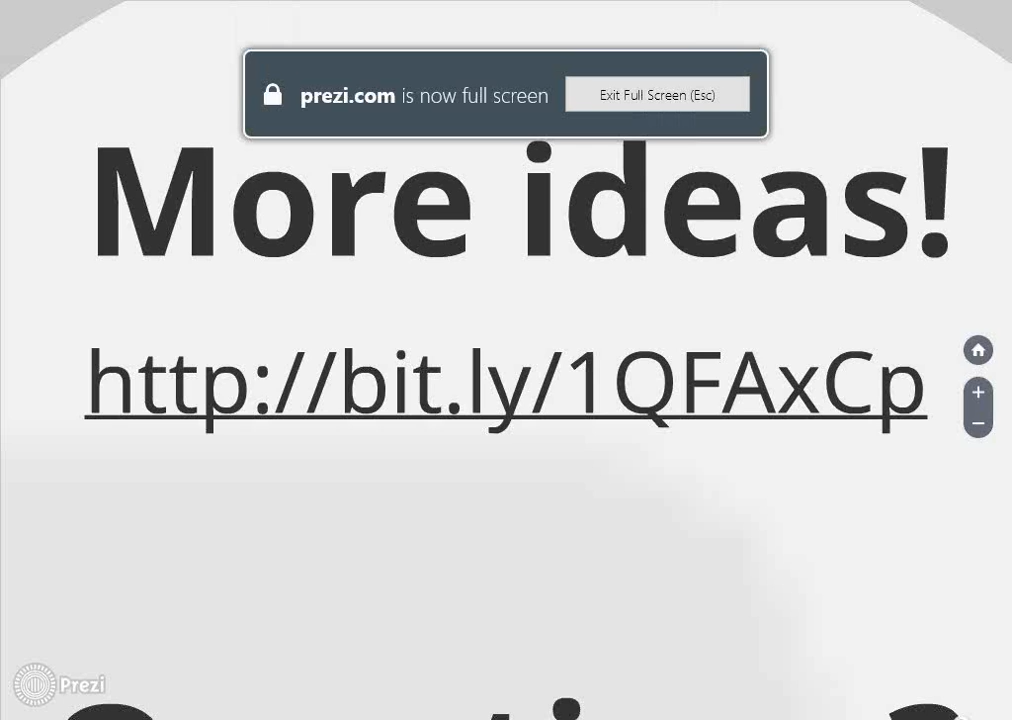 prezi.com is now full screen
Exit Full Screen (Esc)
More ideas!
http://bit.ly/1QFAxCp
Prezi